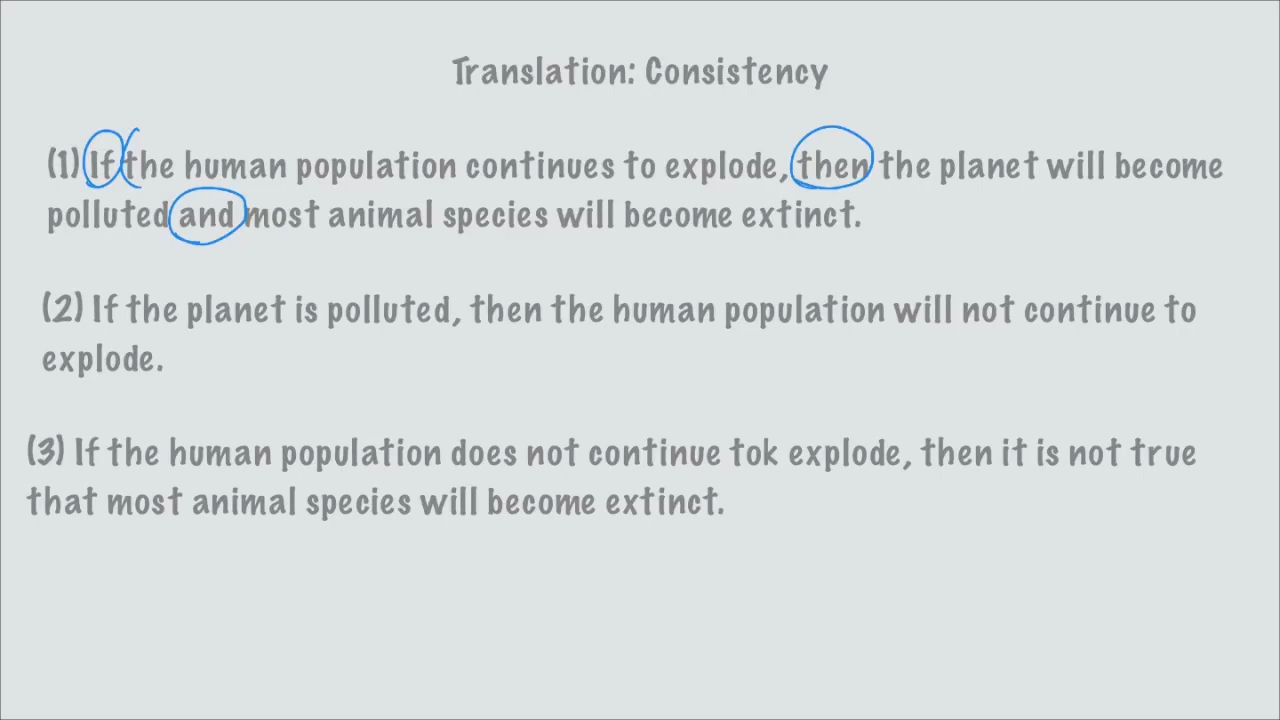 Translation: Consistency
(1) If the human population continues to explode, then the planet will become
polluted and most animal species will become extinct.
(2) If the planet is polluted, then the human population will not continue to
explode.
(3) If the human population does not continue tok explode, then it is not true
that most animal species will become extinct.